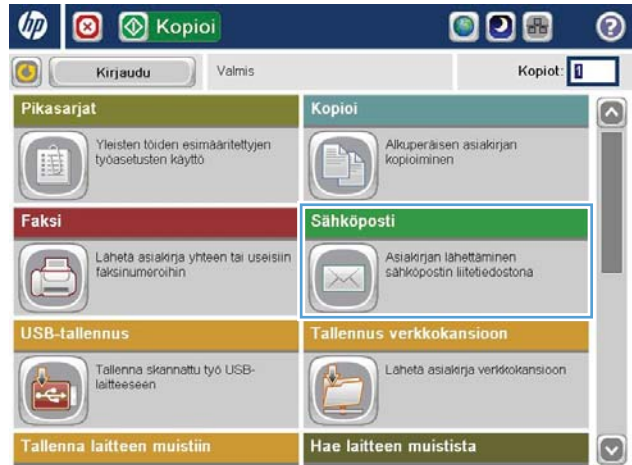 hp Kopioi ?
Kirjaudu Valmis Kopiot: 1
Pikasarjat
Yleisten töiden esimääritettyjen
työasetusten käyttö
Kopioi
Alkuperäisen asiakirjan
kopioiminen
Faksi
Lähetä asiakirja yhteen tai useisiin
faksinumeroihin
Sähköposti
Asiakirjan lähettäminen
sähköpostin liitetiedostona
USB-tallennus
Tallenna skannattu työ USB-
laitteeseen
Tallennus verkkokansioon
Lähetä asiakirja verkkokansioon
Tallenna laitteen muistiin
Hae laitteen muistista